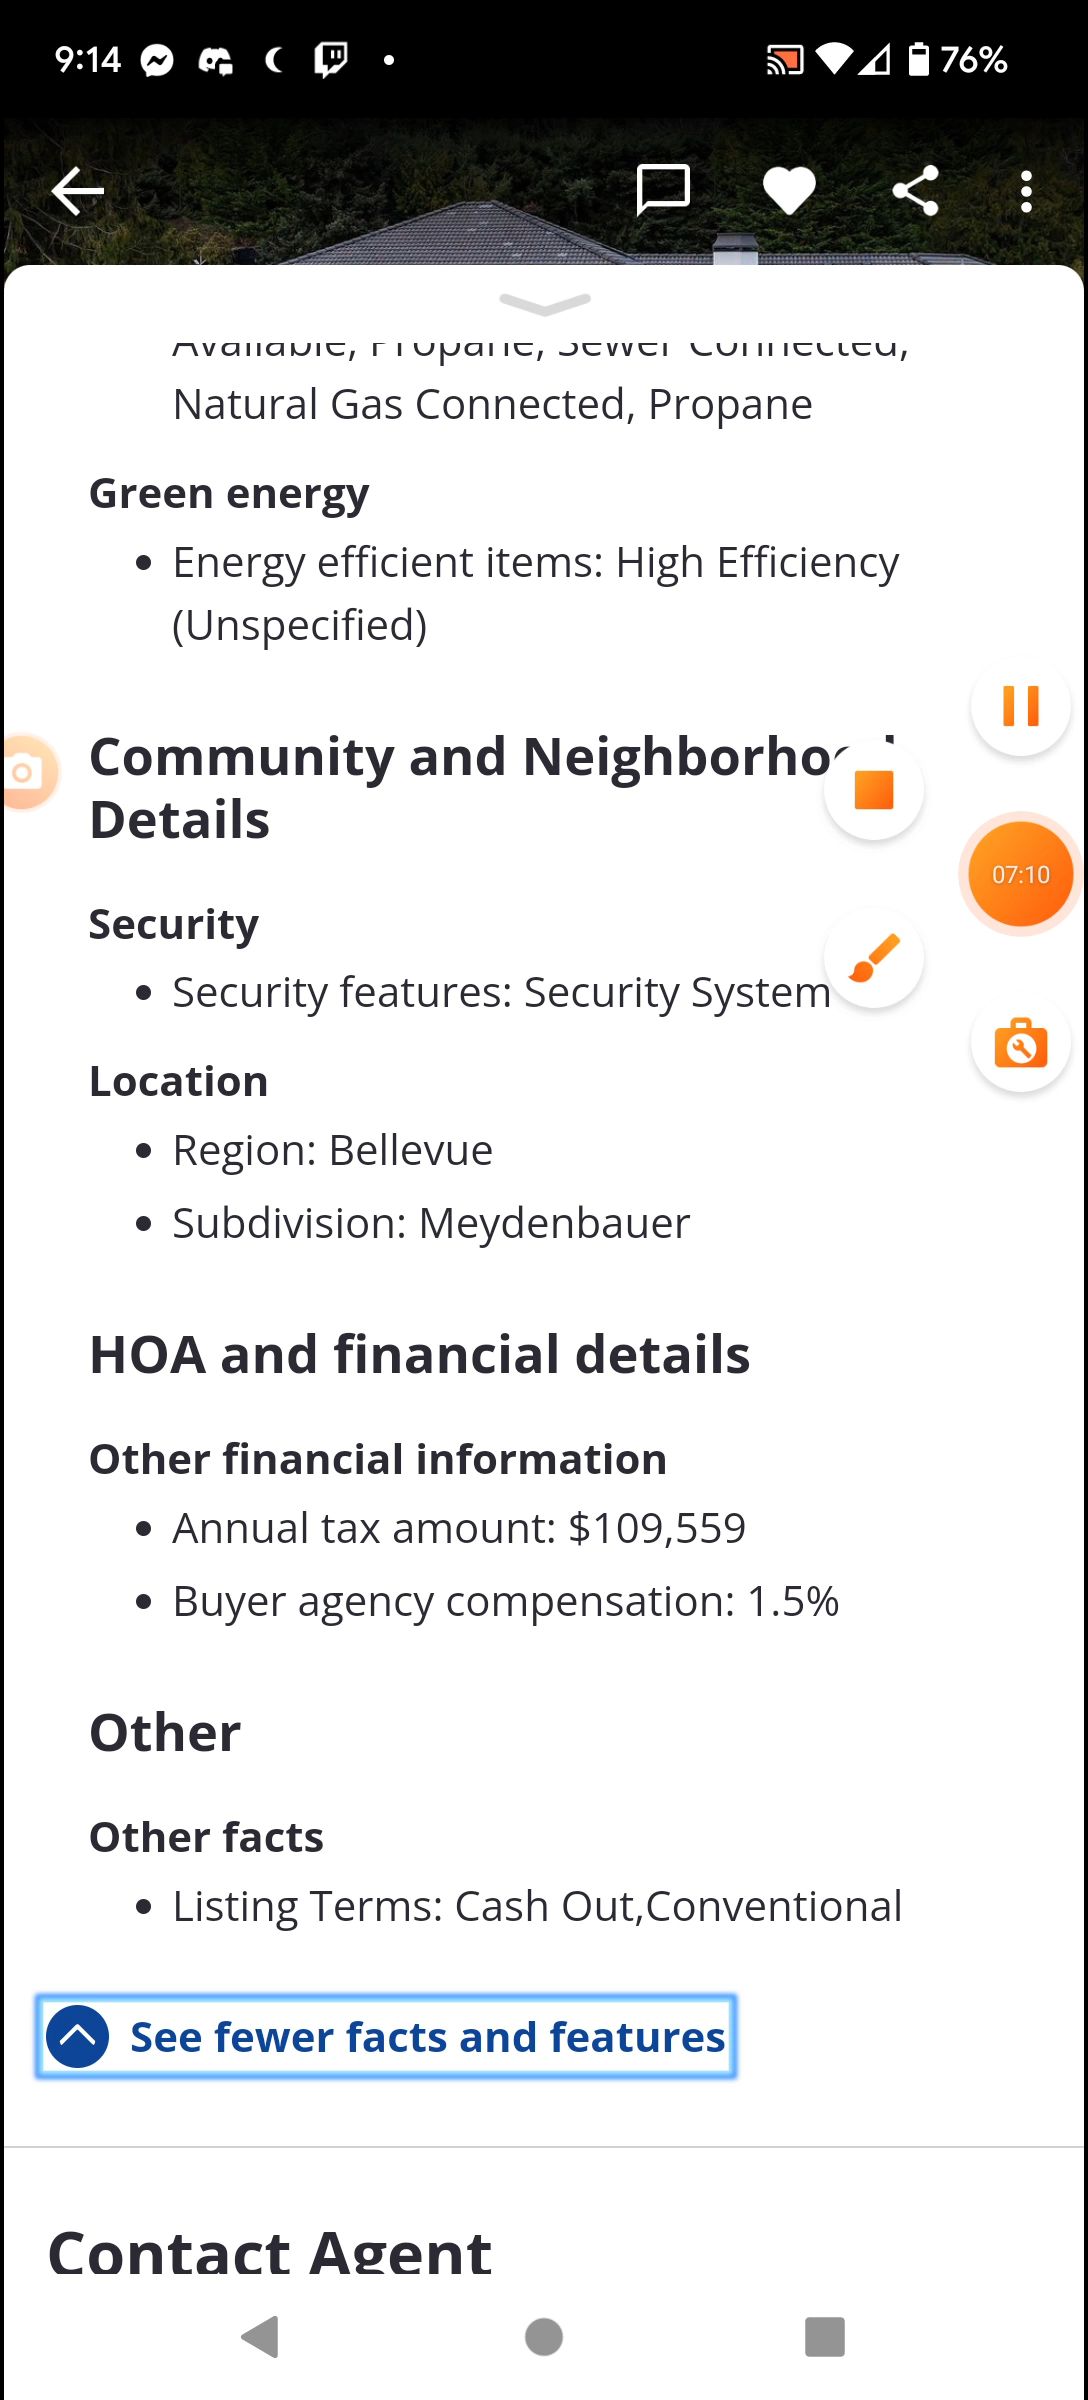 9:14
76%
Available, Propane, Sewer Connected,
Natural Gas Connected, Propane
Green energy
Energy efficient items: High Efficiency
(Unspecified)
Community and Neighborhood
Details
Security
Security features: Security System
07:10
Location
Region: Bellevue
Subdivision: Meydenbauer
HOA and financial details
Other financial information
Annual tax amount: $109,559
Buyer agency compensation: 1.5%
Other
Other facts
Listing Terms: Cash Out,Conventional
See fewer facts and features
Contact Agent